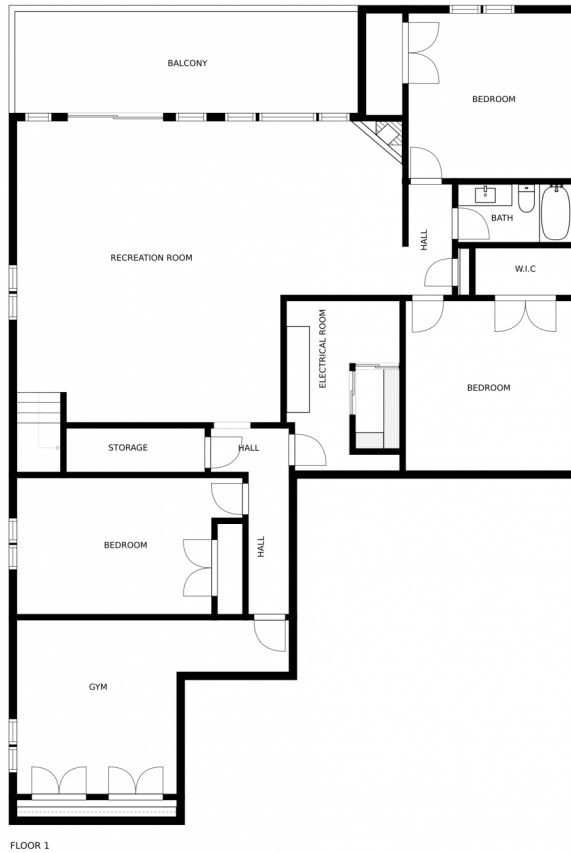 BALCONY
BEDROOM
BATH
HALL
RECREATION ROOM
W.I.C
ELECTRICAL ROOM
BEDROOM
STORAGE
HALL
BEDROOM
HALL
GYM
FLOOR 1